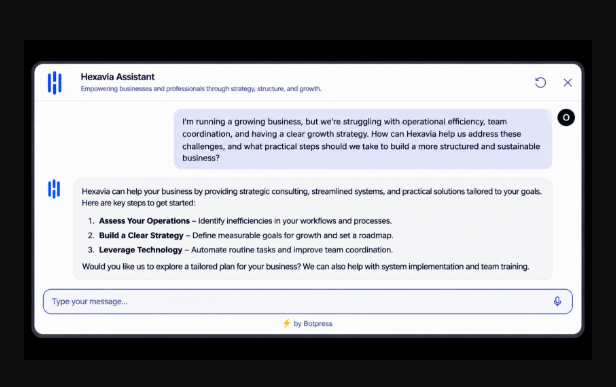 Hexavia Assistant
Empowering businesses and professionals through strategy, structure, and growth.
I'm running a growing business, but we're struggling with operational efficiency, team
coordination, and having a clear growth strategy. How can Hexavia help us address these
challenges, and what practical steps should we take to build a more structured and sustainable
business?
O
Hexavia can help your business by providing strategic consulting, streamlined systems, and practical solutions tailored to your goals.
Here are key steps to get started:
1. Assess Your Operations – Identify inefficiencies in your workflows and processes.
2. Build a Clear Strategy – Define measurable goals for growth and set a roadmap.
3. Leverage Technology – Automate routine tasks and improve team coordination.
Would you like us to explore a tailored plan for your business? We can also help with system implementation and team training.
Type your message...
⚡ by Botpress